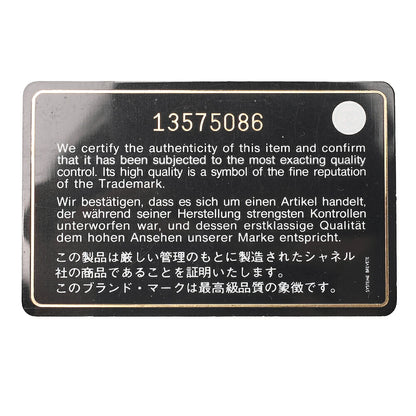 13575086
We certify the authenticity of this item and confirm
that it has been subjected to the most exacting quality
control. Its high quality is a symbol of the fine reputation
of the Trademark.
Wir bestätigen, dass es sich um einen Artikel handelt,
der während seiner Herstellung strengsten Kontrollen
unterworfen war, und dessen erstklassige Qualität
dem hohen Ansehen unserer Marke entspricht.
この製品は厳しい管理のもとに製造されたシャネル
社の商品であることを証明いたします。
このブランド・マークは最高級品質の象徴です。